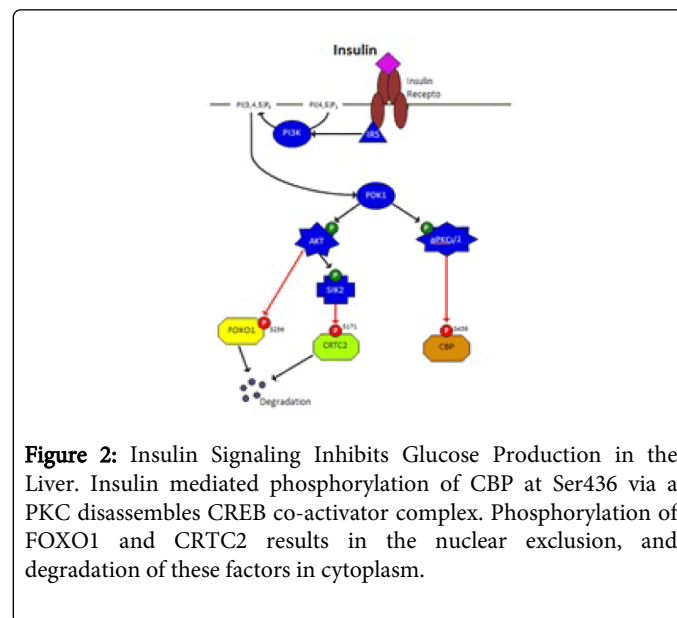 Insulin
Insulin
Recepto
PI(3,4,5)P₃ PI(4,5)P₂
PI3K
IRS
PDK1
P
P
AKT
aPKCι/λ
P
SIK2
P
S256
P
S171
P
S436
FOXO1
CRTC2
CBP
Degradation
Figure 2: Insulin Signaling Inhibits Glucose Production in the
Liver. Insulin mediated phosphorylation of CBP at Ser436 via a
PKC disassembles CREB co-activator complex. Phosphorylation of
FOXO1 and CRTC2 results in the nuclear exclusion, and
degradation of these factors in cytoplasm.